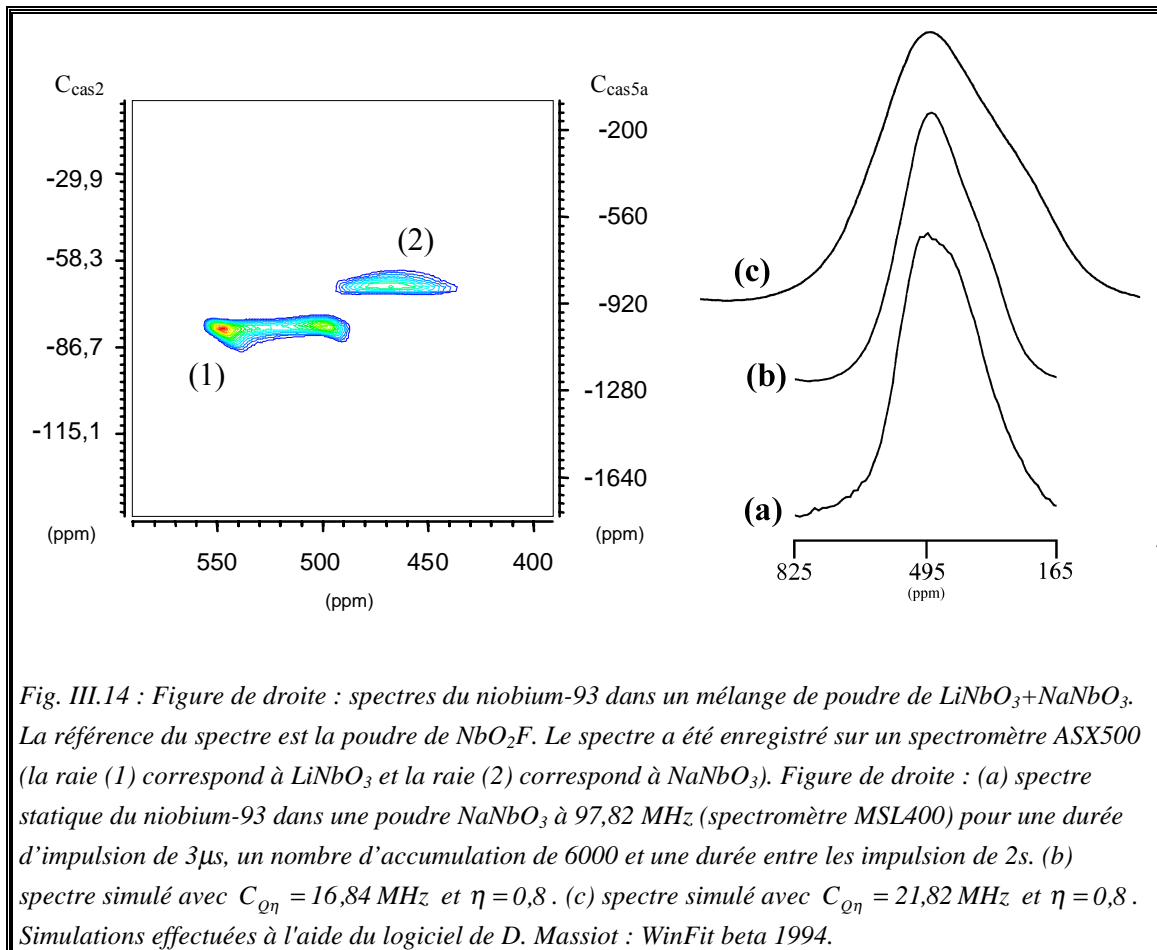 C_cas2
-29,9
-58,3
-86,7
-115,1
(ppm)
(1)
(2)
550 500 450 400
(ppm)
C_cas5a
-200
-560
-920
-1280
-1640
(ppm)
(c)
(b)
(a)
825 495 165
(ppm)
Fig. III.14 : Figure de droite : spectres du niobium-93 dans un mélange de poudre de LiNbO₃+NaNbO₃.
La référence du spectre est la poudre de NbO₂F. Le spectre a été enregistré sur un spectromètre ASX500
(la raie (1) correspond à LiNbO₃ et la raie (2) correspond à NaNbO₃). Figure de droite : (a) spectre
statique du niobium-93 dans une poudre NaNbO₃ à 97,82 MHz (spectromètre MSL400) pour une durée
d'impulsion de 3µs, un nombre d'accumulation de 6000 et une durée entre les impulsion de 2s. (b)
spectre simulé avec C_Qη = 16,84 MHz et η = 0,8 . (c) spectre simulé avec C_Qη = 21,82 MHz et η = 0,8 .
Simulations effectuées à l'aide du logiciel de D. Massiot : WinFit beta 1994.